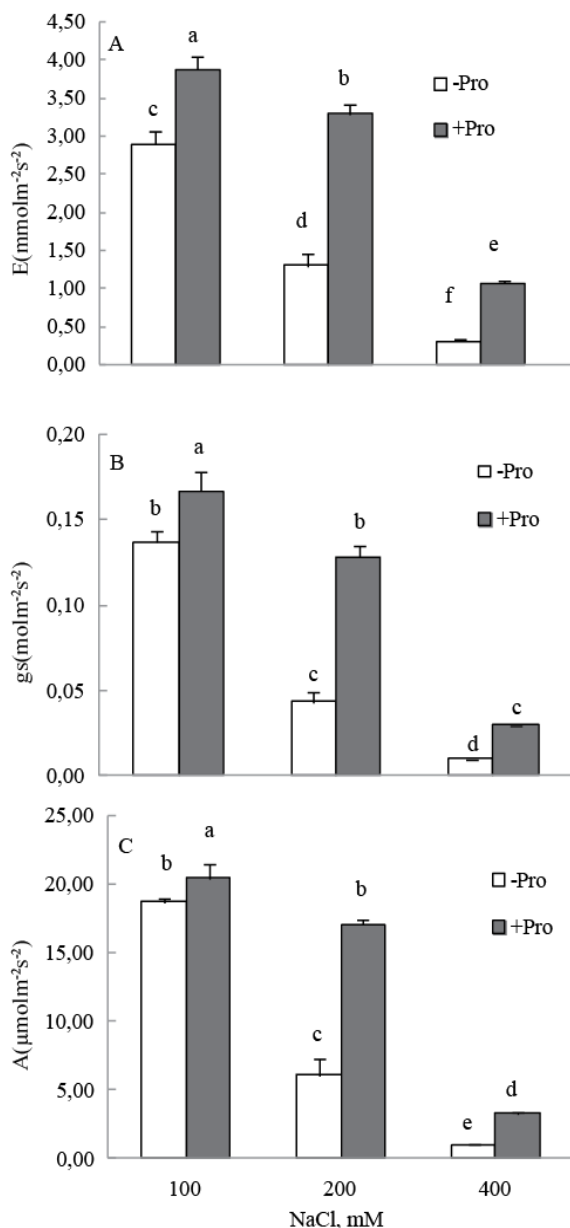 4,50
4,00
3,50
3,00
2,50
2,00
1,50
1,00
0,50
0,00
E(mmolm⁻²s⁻²)
A
a
c
b
d
e
f
-Pro
+Pro
0,20
0,15
0,10
0,05
0,00
gs(molm⁻²s⁻²)
B
a
b
b
c
c
d
-Pro
+Pro
25,00
20,00
15,00
10,00
5,00
0,00
A(µmolm⁻²s⁻²)
C
a
b
b
c
d
e
-Pro
+Pro
100 200 400
NaCl, mM